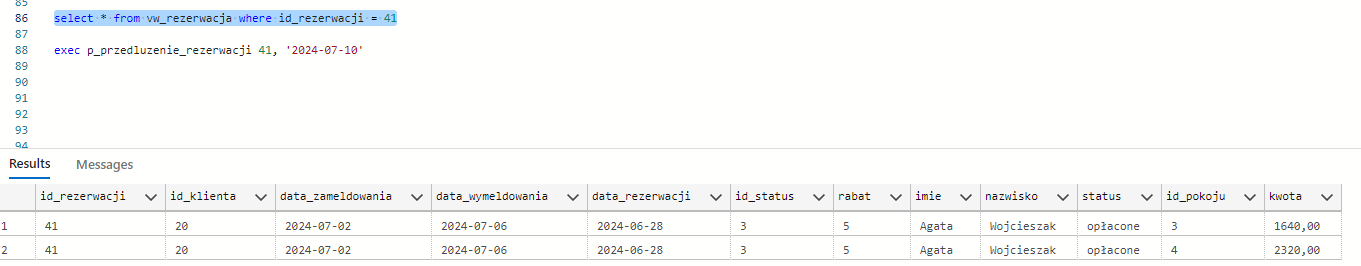 85
86 select * from vw_rezerwacja where id_rezerwacji = 41
87
88 exec p_przedluzenie_rezerwacji 41, '2024-07-10'
89
90
91
92
93
94
Results Messages
id_rezerwacji id_klienta data_zameldowania data_wymeldowania data_rezerwacji id_status rabat imie nazwisko status id_pokoju kwota
1 41 20 2024-07-02 2024-07-06 2024-06-28 3 5 Agata Wojcieszak opłacone 3 1640,00
2 41 20 2024-07-02 2024-07-06 2024-06-28 3 5 Agata Wojcieszak opłacone 4 2320,00